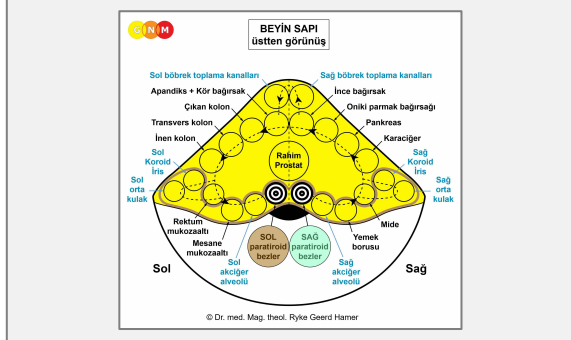 GNM
BEYİN SAPI
üstten görünüş
Sol böbrek toplama kanalları
Sağ böbrek toplama kanalları
Apandiks + Kör bağırsak
İnce bağırsak
Çıkan kolon
Oniki parmak bağırsağı
Transvers kolon
Pankreas
İnen kolon
Karaciğer
Sol
Koroid
İris
Rahim
Prostat
Sağ
Koroid
İris
Sol
orta
kulak
Sağ
orta
kulak
Rektum
mukozaaltı
Mide
Mesane
mukozaaltı
SOL
paratiroid
bezler
SAĞ
paratiroid
bezler
Yemek
borusu
Sol
akciğer
alveolü
Sağ
akciğer
alveolü
Sol
Sağ
© Dr. med. Mag. theol. Ryke Geerd Hamer